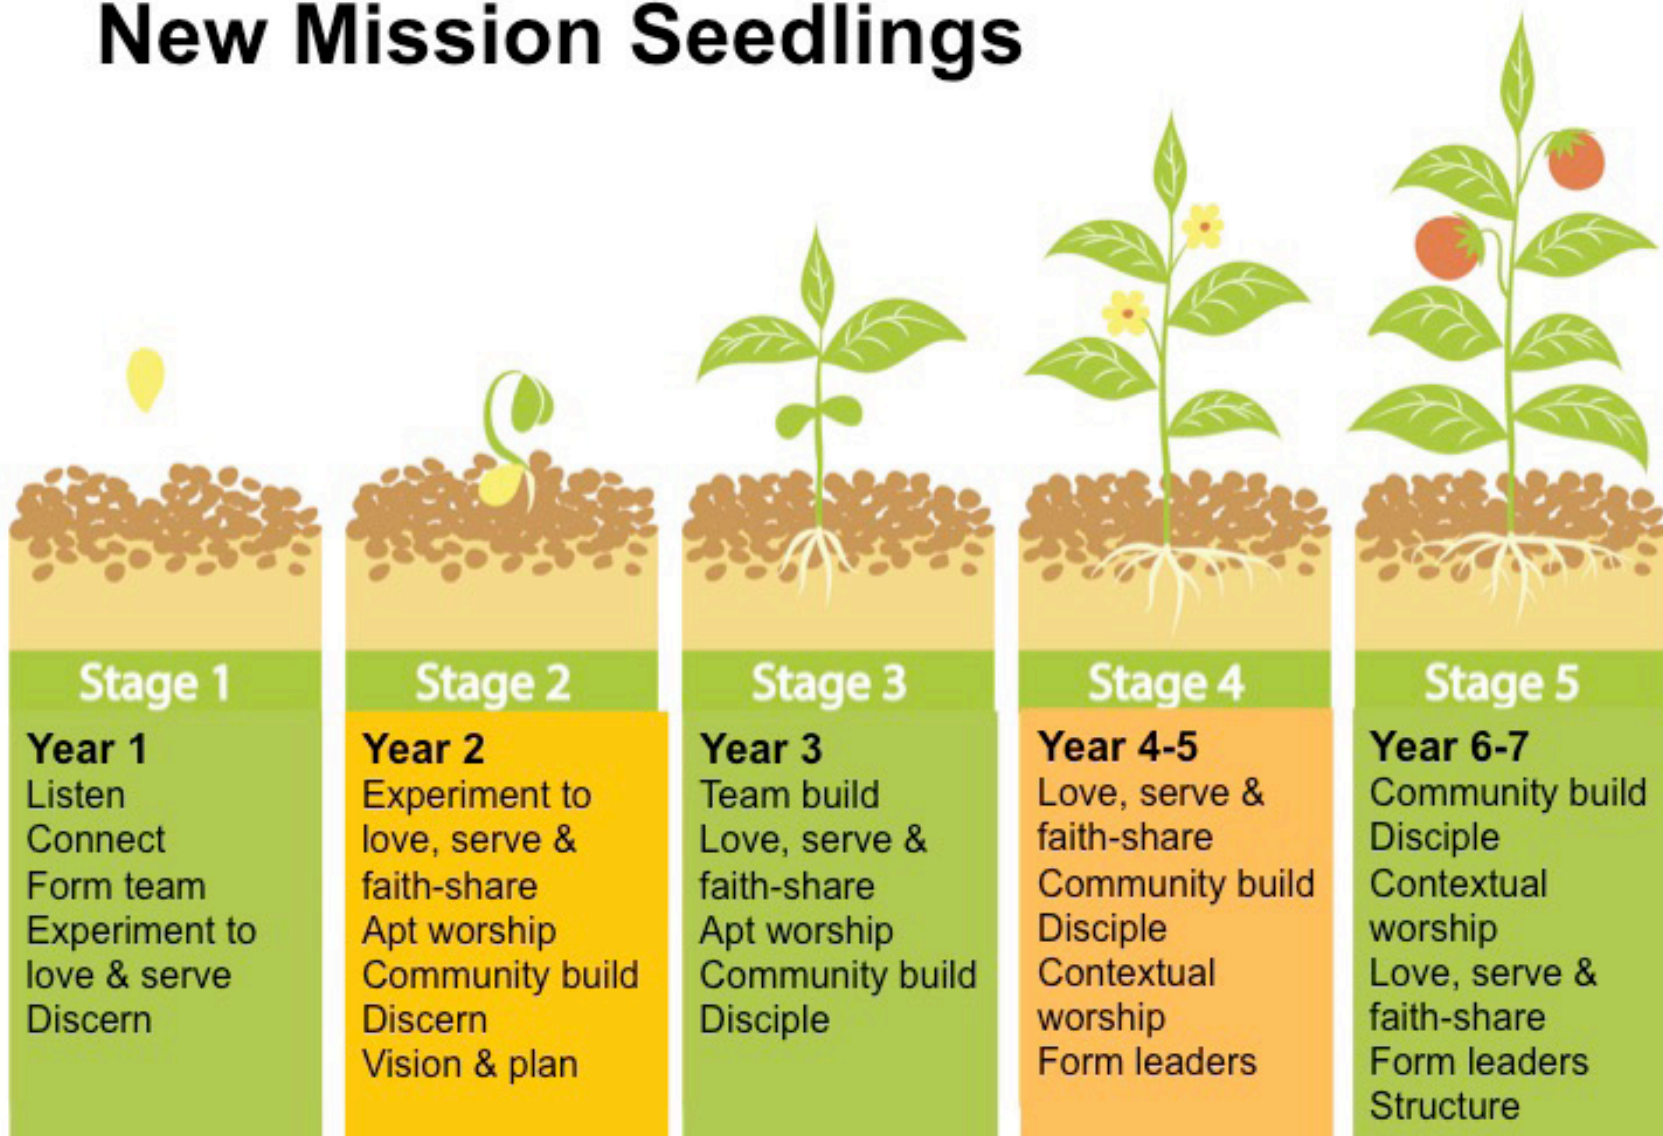 New Mission Seedlings
Stage 1
Year 1
Listen
Connect
Form team
Experiment to
love & serve
Discern
Stage 2
Year 2
Experiment to
love, serve &
faith-share
Apt worship
Community build
Discern
Vision & plan
Stage 3
Year 3
Team build
Love, serve &
faith-share
Apt worship
Community build
Disciple
Stage 4
Year 4-5
Love, serve &
faith-share
Community build
Disciple
Contextual
worship
Form leaders
Stage 5
Year 6-7
Community build
Disciple
Contextual
worship
Love, serve &
faith-share
Form leaders
Structure